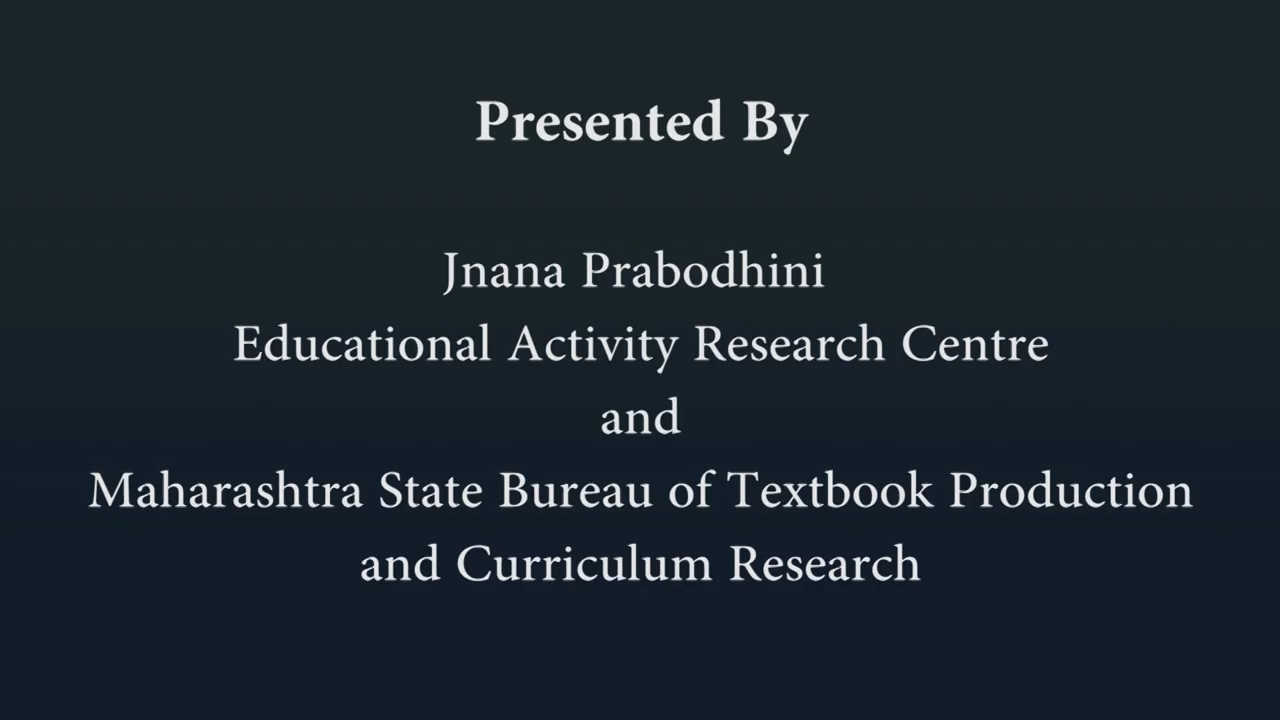 Presented By
Jnana Prabodhini
Educational Activity Research Centre
and
Maharashtra State Bureau of Textbook Production
and Curriculum Research